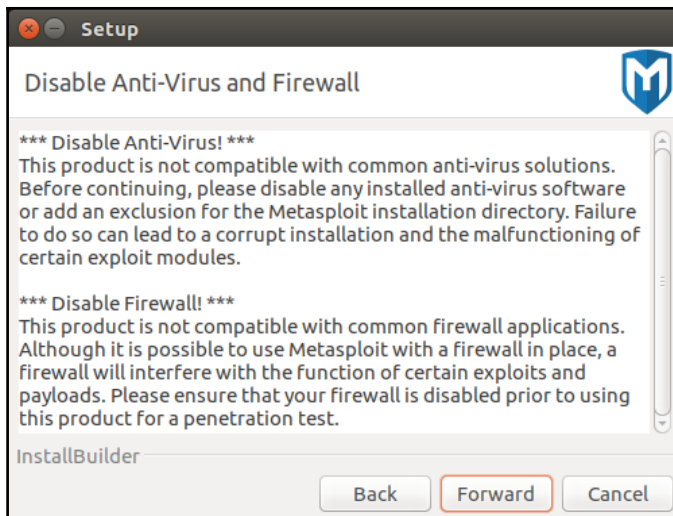 Setup
Disable Anti-Virus and Firewall
*** Disable Anti-Virus! ***
This product is not compatible with common anti-virus solutions.
Before continuing, please disable any installed anti-virus software
or add an exclusion for the Metasploit installation directory. Failure
to do so can lead to a corrupt installation and the malfunctioning of
certain exploit modules.
*** Disable Firewall! ***
This product is not compatible with common firewall applications.
Although it is possible to use Metasploit with a firewall in place, a
firewall will interfere with the function of certain exploits and
payloads. Please ensure that your firewall is disabled prior to using
this product for a penetration test.
InstallBuilder
Back Forward Cancel